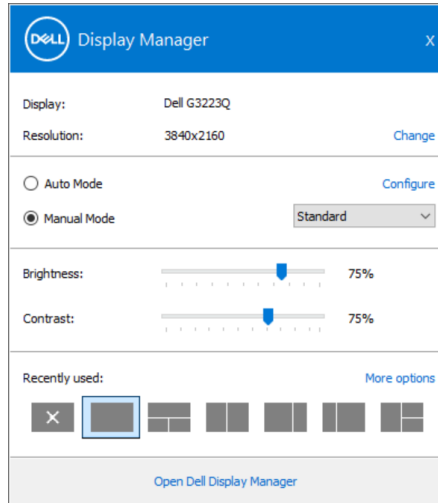 DELL Display Manager X
Display: Dell G3223Q
Resolution: 3840x2160 Change
Auto Mode Configure
Manual Mode Standard
Brightness: 75%
Contrast: 75%
Recently used: More options
Open Dell Display Manager